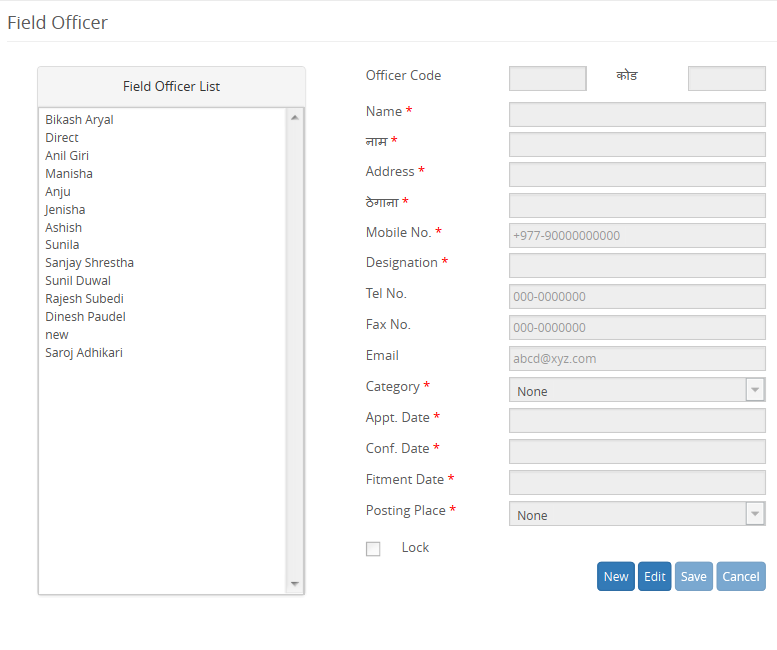 Field Officer
Field Officer List
Bikash Aryal
Direct
Anil Giri
Manisha
Anju
Jenisha
Ashish
Sunila
Sanjay Shrestha
Sunil Duwal
Rajesh Subedi
Dinesh Paudel
new
Saroj Adhikari
Officer Code कोड
Name *
नाम *
Address *
ठेगाना *
Mobile No. * +977-90000000000
Designation *
Tel No. 000-0000000
Fax No. 000-0000000
Email abcd@xyz.com
Category * None
Appt. Date *
Conf. Date *
Fitment Date *
Posting Place * None
Lock
New Edit Save Cancel